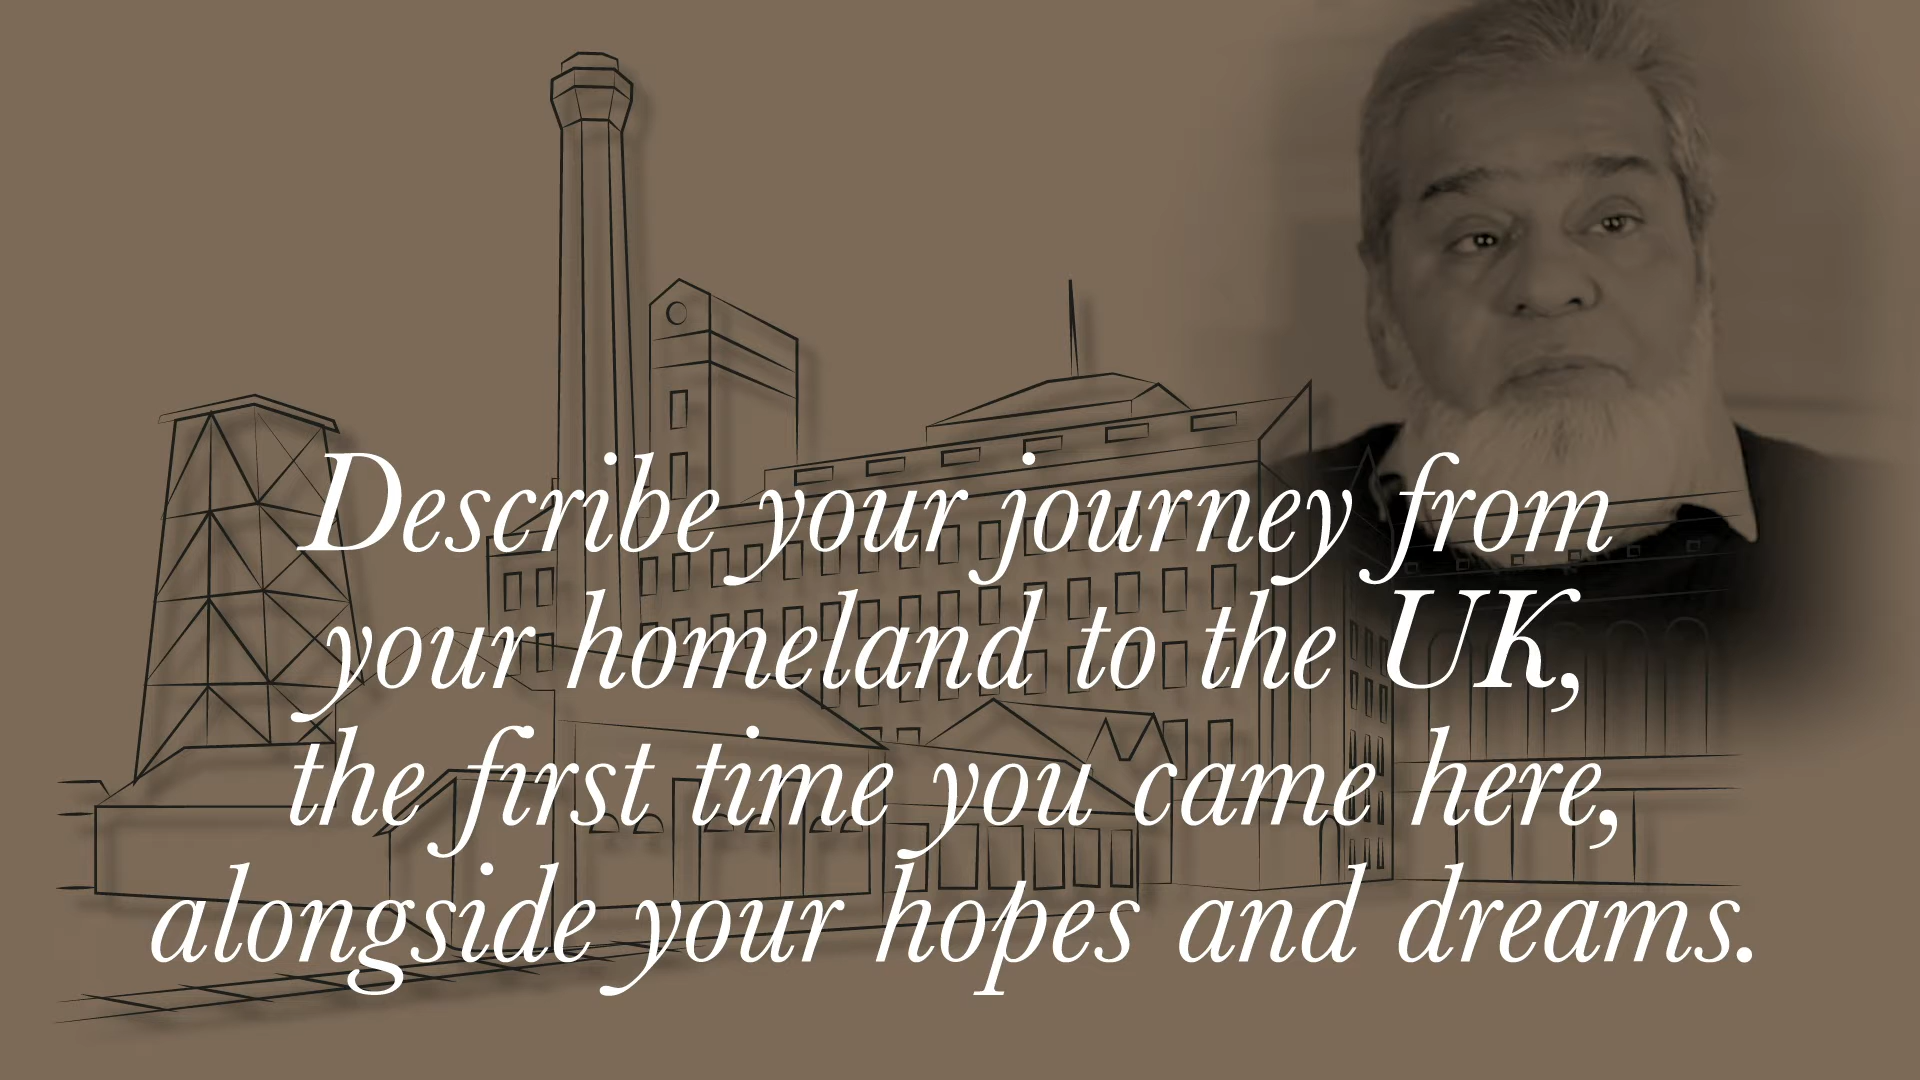 Describe your journey from
your homeland to the UK,
the first time you came here,
alongside your hopes and dreams.